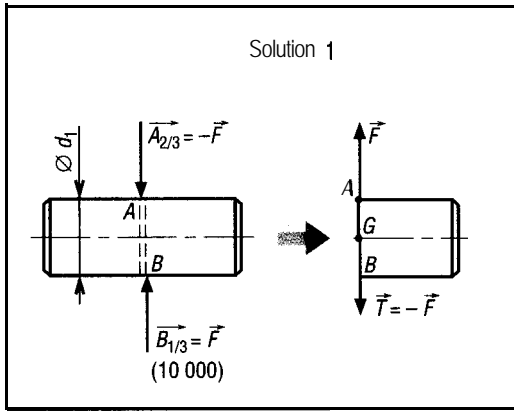 Solution 1
Ø d₁
A₂/₃ = −F⃗
A
B
B₁/₃ = F⃗
(10 000)
F⃗
A
G
B
T⃗ = −F⃗